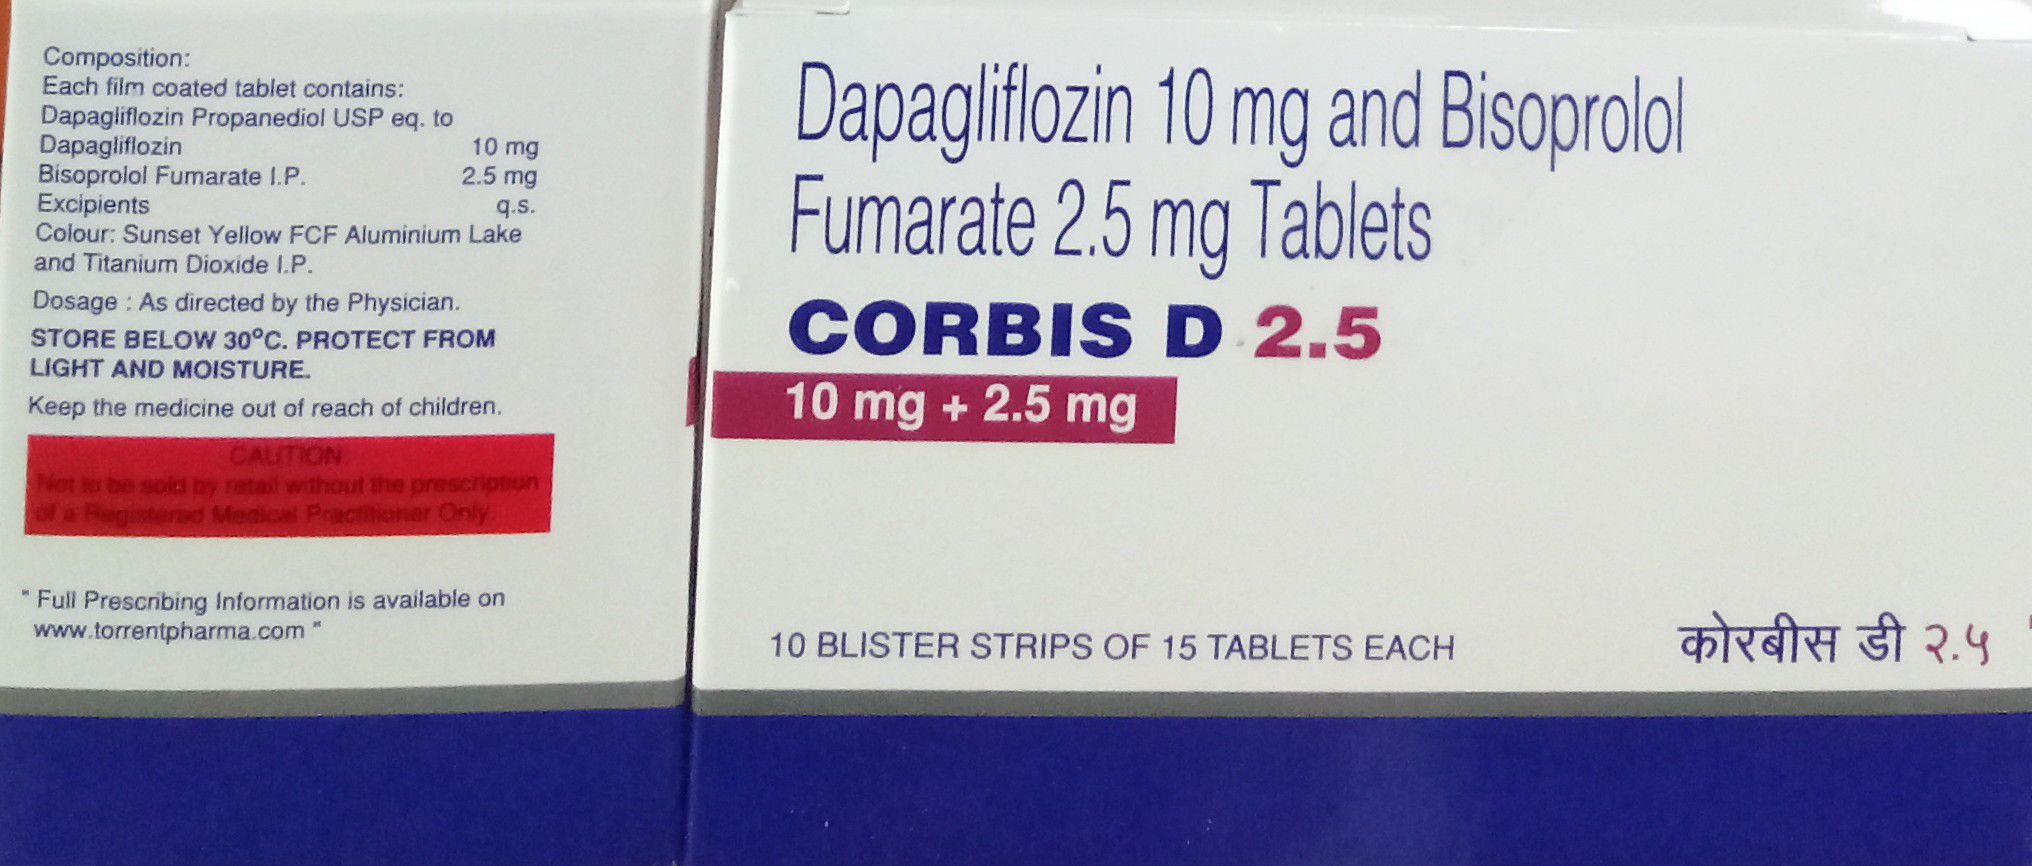 Composition:
Each film coated tablet contains:
Dapagliflozin Propanediol USP eq. to
Dapagliflozin 10 mg
Bisoprolol Fumarate I.P. 2.5 mg
Excipients q.s.
Colour: Sunset Yellow FCF Aluminium Lake
and Titanium Dioxide I.P.
Dosage : As directed by the Physician.
STORE BELOW 30°C. PROTECT FROM
LIGHT AND MOISTURE.
Keep the medicine out of reach of children.
CAUTION
Not to be sold by retail without the prescription
of a Registered Medical Practitioner Only.
" Full Prescribing Information is available on
www.torrentpharma.com "
Dapagliflozin 10 mg and Bisoprolol
Fumarate 2.5 mg Tablets
CORBIS D 2.5
10 mg + 2.5 mg
10 BLISTER STRIPS OF 15 TABLETS EACH
कोरबीस डी २.५